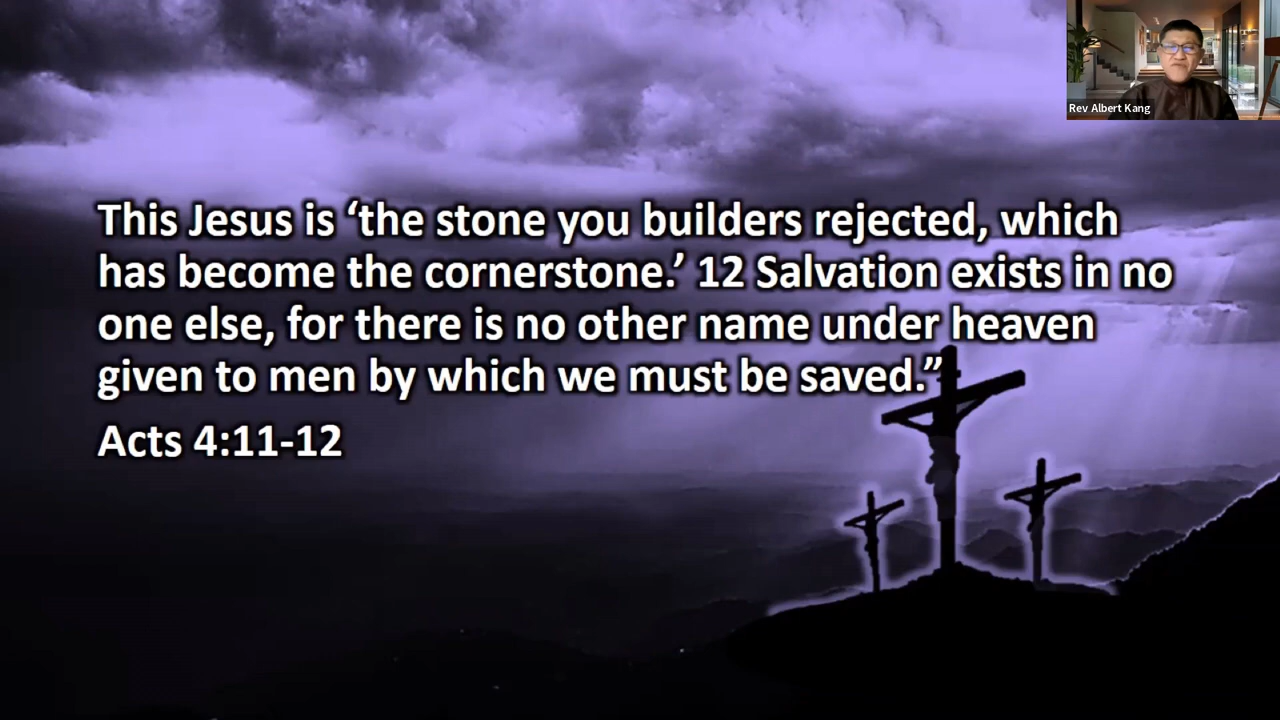 Rev Albert Kang
This Jesus is ‘the stone you builders rejected, which
has become the cornerstone.’ 12 Salvation exists in no
one else, for there is no other name under heaven
given to men by which we must be saved.”
Acts 4:11-12